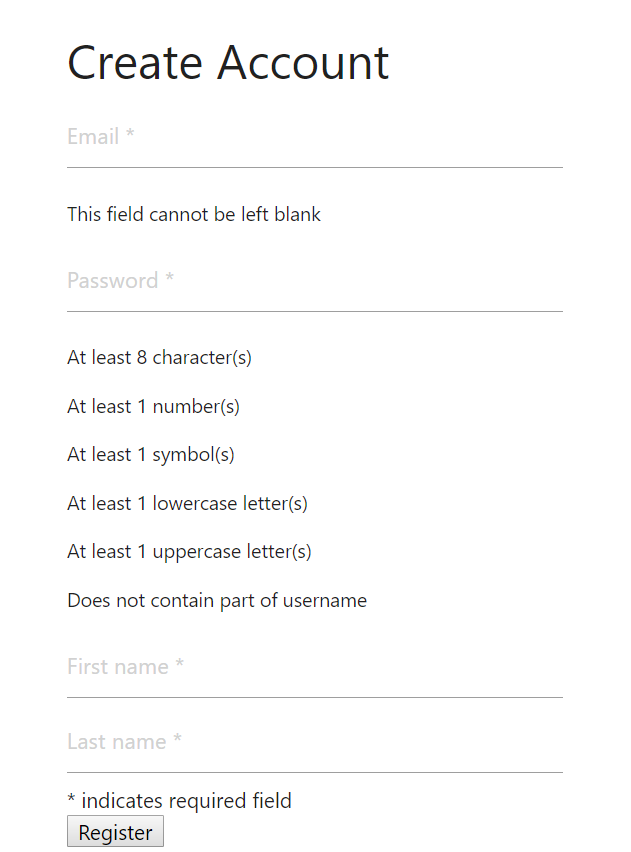 Create Account
Email *
This field cannot be left blank
Password *
At least 8 character(s)
At least 1 number(s)
At least 1 symbol(s)
At least 1 lowercase letter(s)
At least 1 uppercase letter(s)
Does not contain part of username
First name *
Last name *
* indicates required field
Register